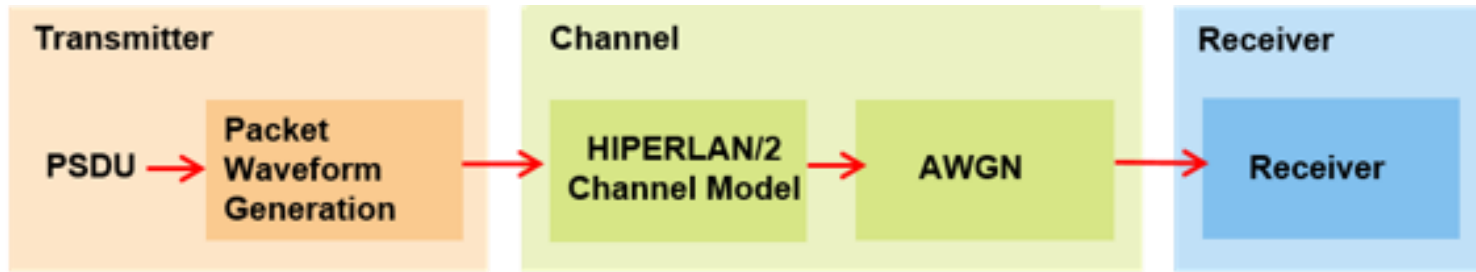 Transmitter
Channel
Receiver
PSDU
Packet
Waveform
Generation
HIPERLAN/2
Channel Model
AWGN
Receiver